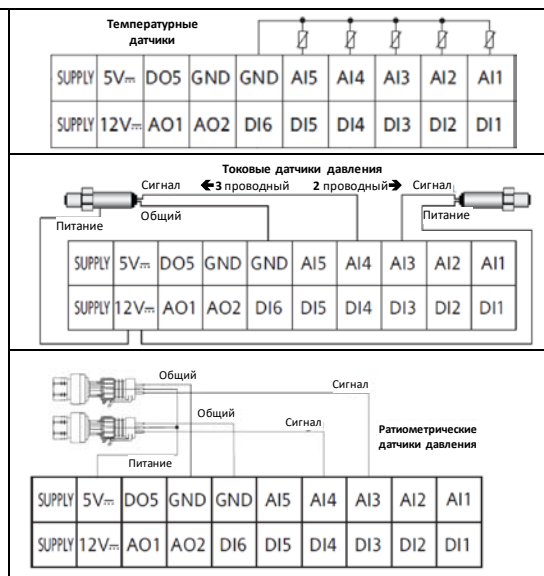 Температурные
датчики
SUPPLY 5V⎓ DO5 GND GND AI5 AI4 AI3 AI2 AI1
SUPPLY 12V⎓ AO1 AO2 DI6 DI5 DI4 DI3 DI2 DI1
Токовые датчики давления
Сигнал 🡸3 проводный 2 проводный🡺 Сигнал
Питание Общий Питание
SUPPLY 5V⎓ DO5 GND GND AI5 AI4 AI3 AI2 AI1
SUPPLY 12V⎓ AO1 AO2 DI6 DI5 DI4 DI3 DI2 DI1
Общий
Сигнал
Общий
Сигнал
Ратиометрические
датчики давления
Питание
SUPPLY 5V⎓ DO5 GND GND AI5 AI4 AI3 AI2 AI1
SUPPLY 12V⎓ AO1 AO2 DI6 DI5 DI4 DI3 DI2 DI1